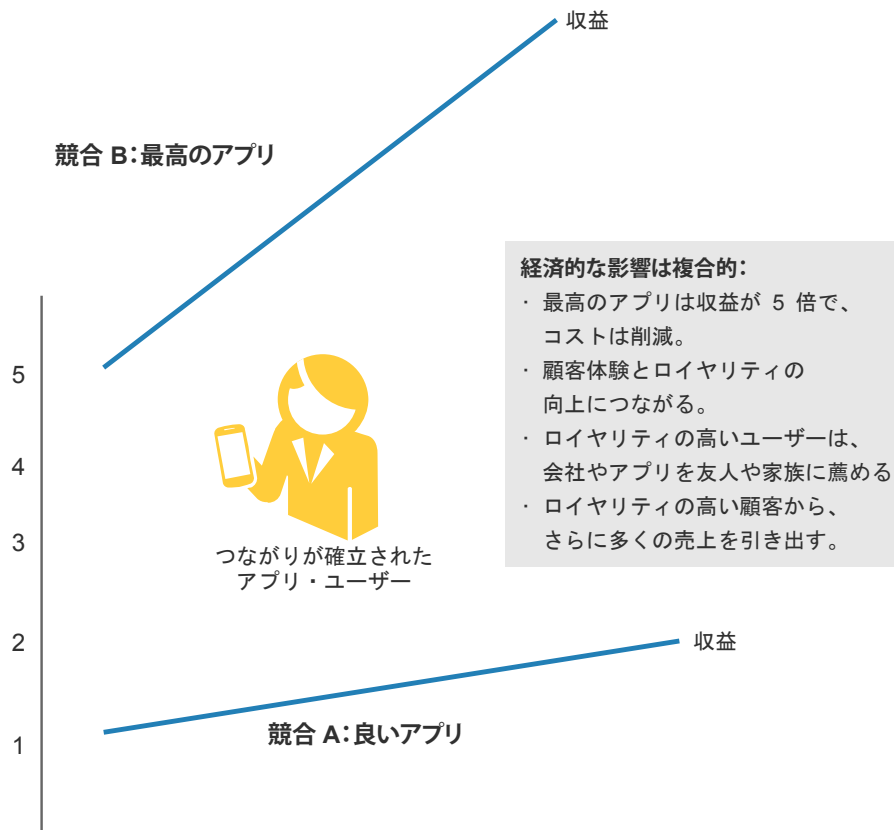 収益
競合 B：最高のアプリ
経済的な影響は複合的：
· 最高のアプリは収益が 5 倍で、
コストは削減。
· 顧客体験とロイヤリティの
向上につながる。
· ロイヤリティの高いユーザーは、
会社やアプリを友人や家族に薦める
· ロイヤリティの高い顧客から、
さらに多くの売上を引き出す。
5
4
3
つながりが確立された
アプリ・ユーザー
2
収益
競合 A：良いアプリ
1